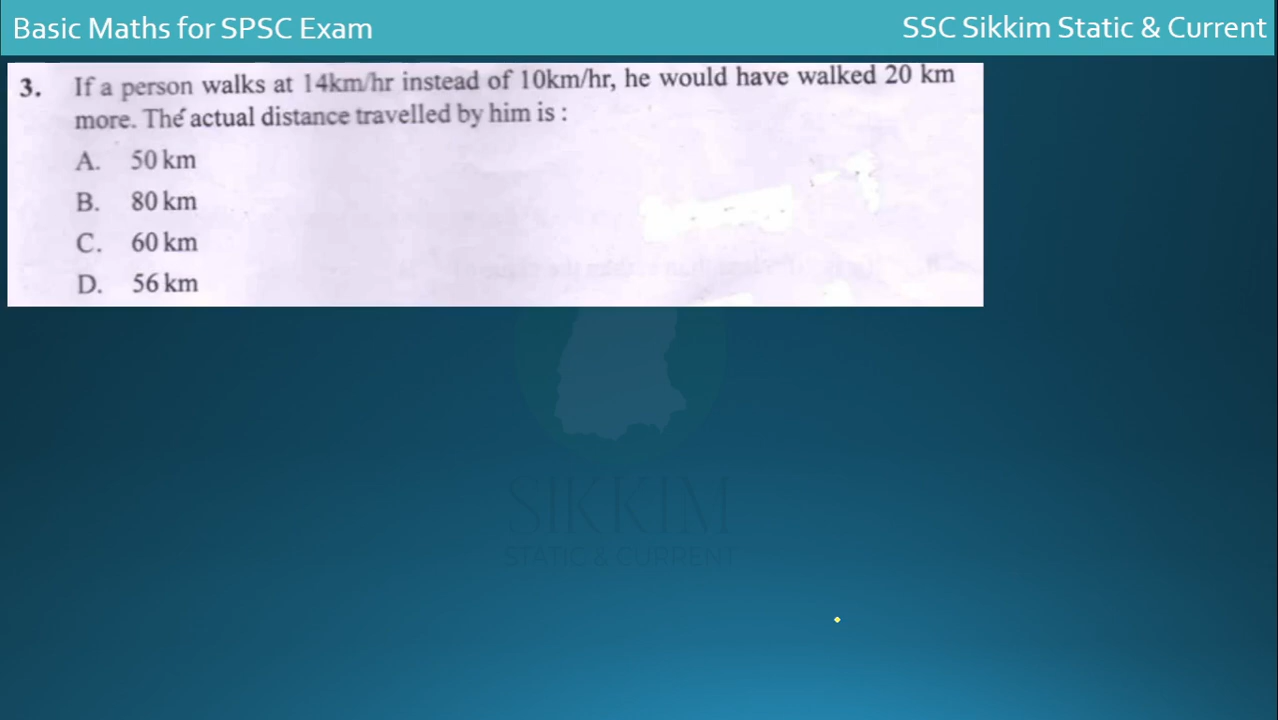 Basic Maths for SPSC Exam
SSC Sikkim Static & Current
3. If a person walks at 14km/hr instead of 10km/hr, he would have walked 20 km
more. The actual distance travelled by him is :
A. 50 km
B. 80 km
C. 60 km
D. 56 km
SIKKIM
STATIC & CURRENT